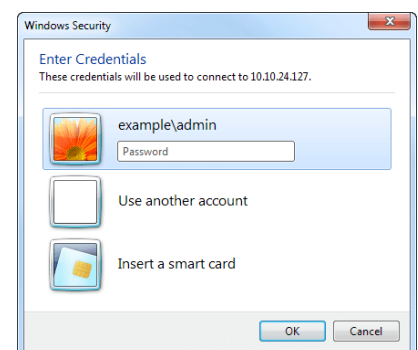 Windows Security
Enter Credentials
These credentials will be used to connect to 10.10.24.127.
example\admin
Password
Use another account
Insert a smart card
OK Cancel